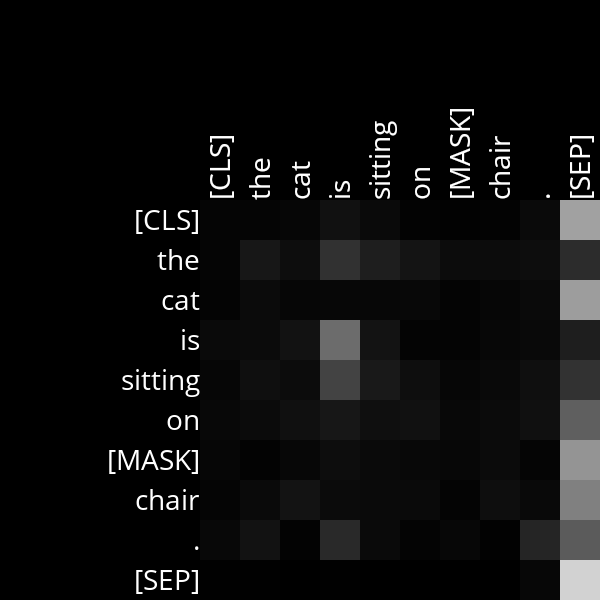 [CLS] the cat is sitting on [MASK] chair . [SEP]
[CLS]
the
cat
is
sitting
on
[MASK]
chair
.
[SEP]